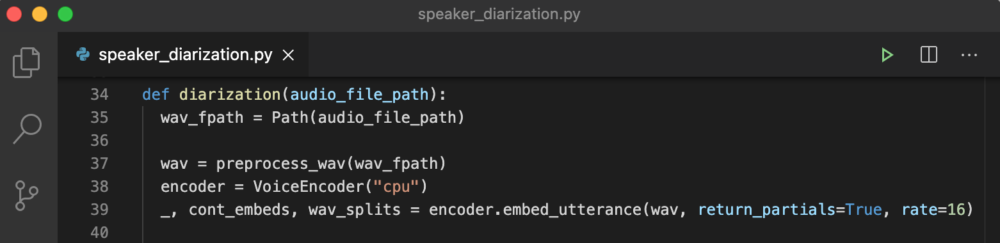 speaker_diarization.py
speaker_diarization.py
34 def diarization(audio_file_path):
35 wav_fpath = Path(audio_file_path)
36
37 wav = preprocess_wav(wav_fpath)
38 encoder = VoiceEncoder("cpu")
39 _, cont_embeds, wav_splits = encoder.embed_utterance(wav, return_partials=True, rate=16)
40